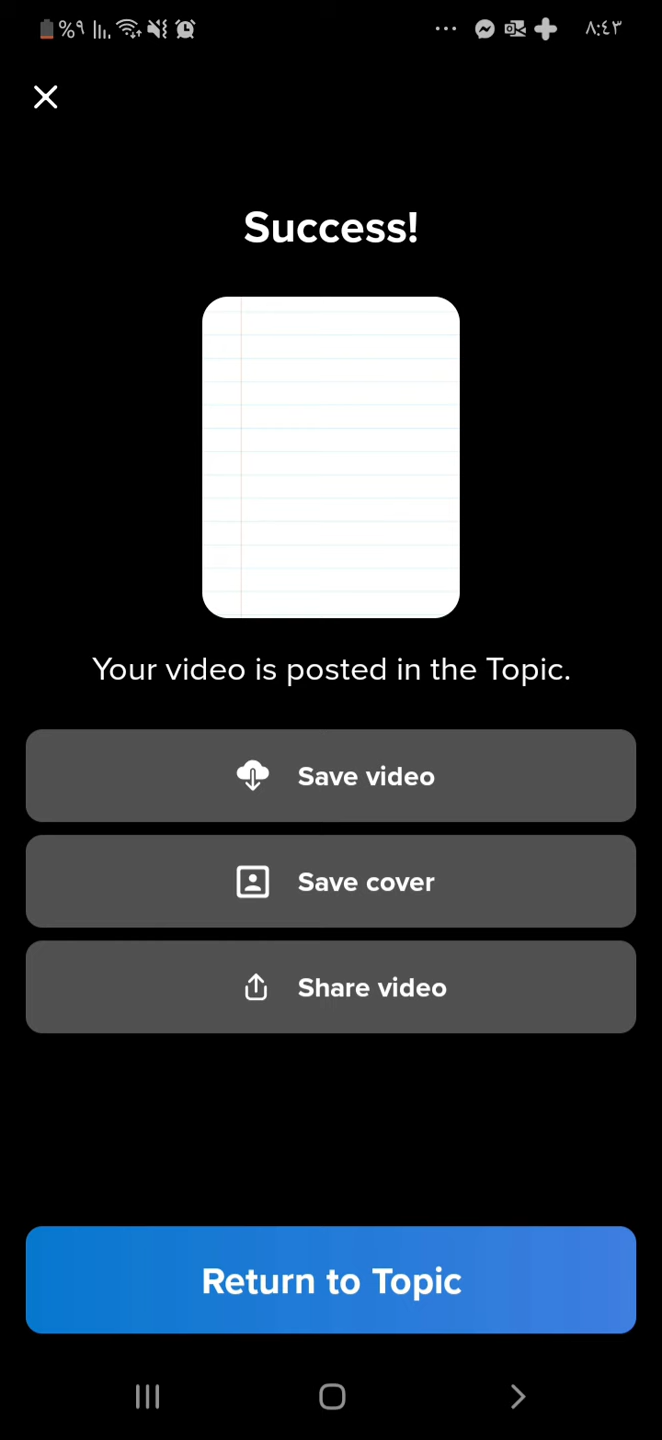 %٩ ٨:٤٣
Success!
Your video is posted in the Topic.
Save video
Save cover
Share video
Return to Topic